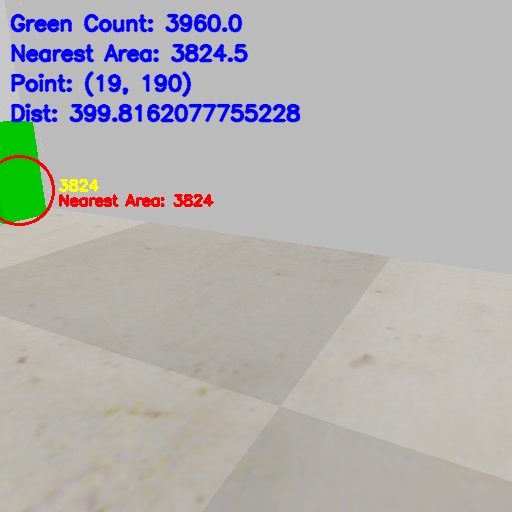 Green Count: 3960.0
Nearest Area: 3824.5
Point: (19, 190)
Dist: 399.8162077755228
3824
Nearest Area: 3824